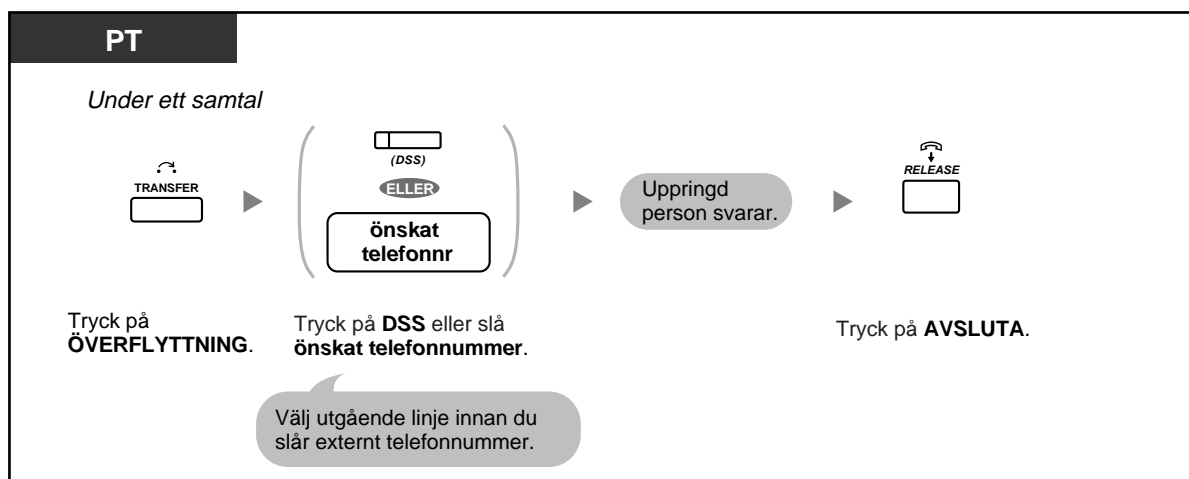 PT
Under ett samtal
TRANSFER
(DSS)
ELLER
önskat
telefonnr
Uppringd
person svarar.
RELEASE
Tryck på
ÖVERFLYTTNING.
Tryck på DSS eller slå
önskat telefonnummer.
Tryck på AVSLUTA.
Välj utgående linje innan du
slår externt telefonnummer.